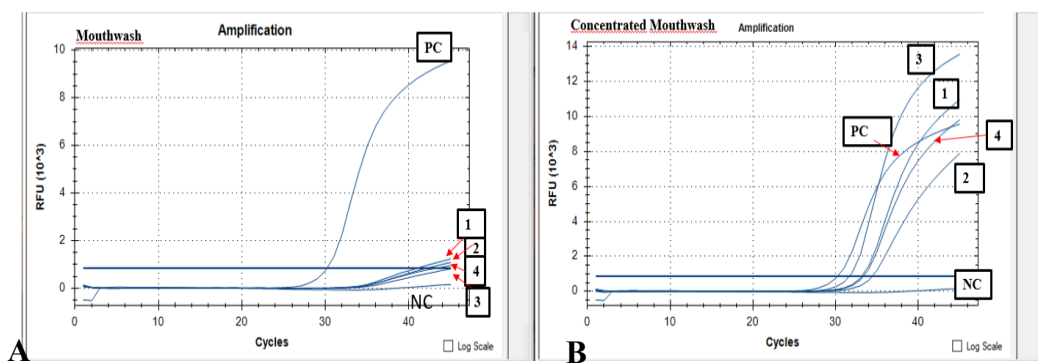 Mouthwash
Amplification
PC
10
8
6
4
2
0
RFU (10^3)
1
2
4
3
NC
0
10
20
30
40
Cycles
Log Scale
A
Concentrated Mouthwash
Amplification
14
12
10
8
6
4
2
0
RFU (10^3)
3
1
PC
4
2
NC
0
10
20
30
40
Cycles
Log Scale
B